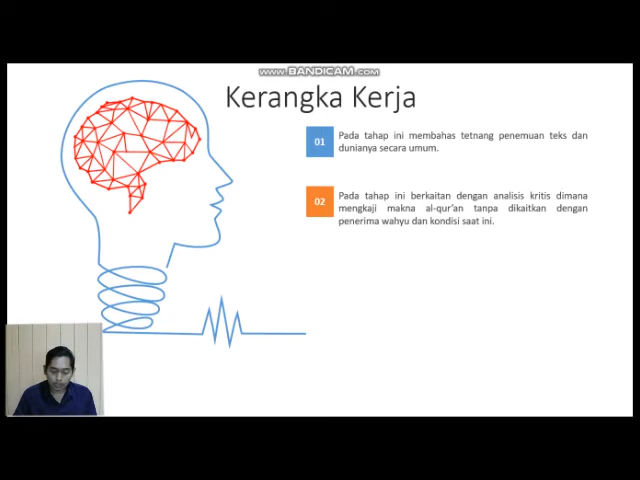 www.BANDICAM.com
Kerangka Kerja
01
Pada tahap ini membahas tetnang penemuan teks dan
dunianya secara umum.
02
Pada tahap ini berkaitan dengan analisis kritis dimana
mengkaji makna al-qur'an tanpa dikaitkan dengan
penerima wahyu dan kondisi saat ini.